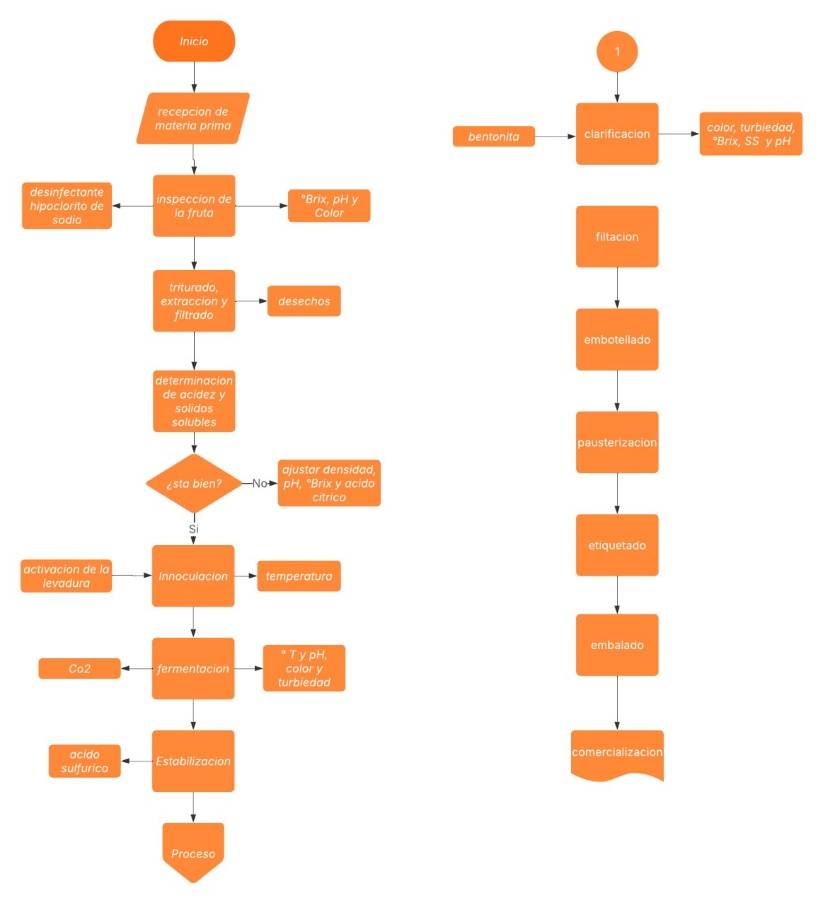 Inicio
recepcion de
materia prima
desinfectante
hipoclorito de
sodio
inspeccion de
la fruta
°Brix, pH y
Color
triturado,
extraccion y
filtrado
desechos
determinacion
de acidez y
solidos
solubles
¿sta bien?
No
ajustar densidad,
pH, °Brix y acido
citrico
Si
activacion de la
levadura
Innoculacion
temperatura
Co2
fermentacion
° T y pH,
color y
turbiedad
acido
sulfurico
Estabilizacion
Proceso
1
bentonita
clarificacion
color, turbiedad,
°Brix, SS y pH
filtacion
embotellado
pausterizacion
etiquetado
embalado
comercializacion